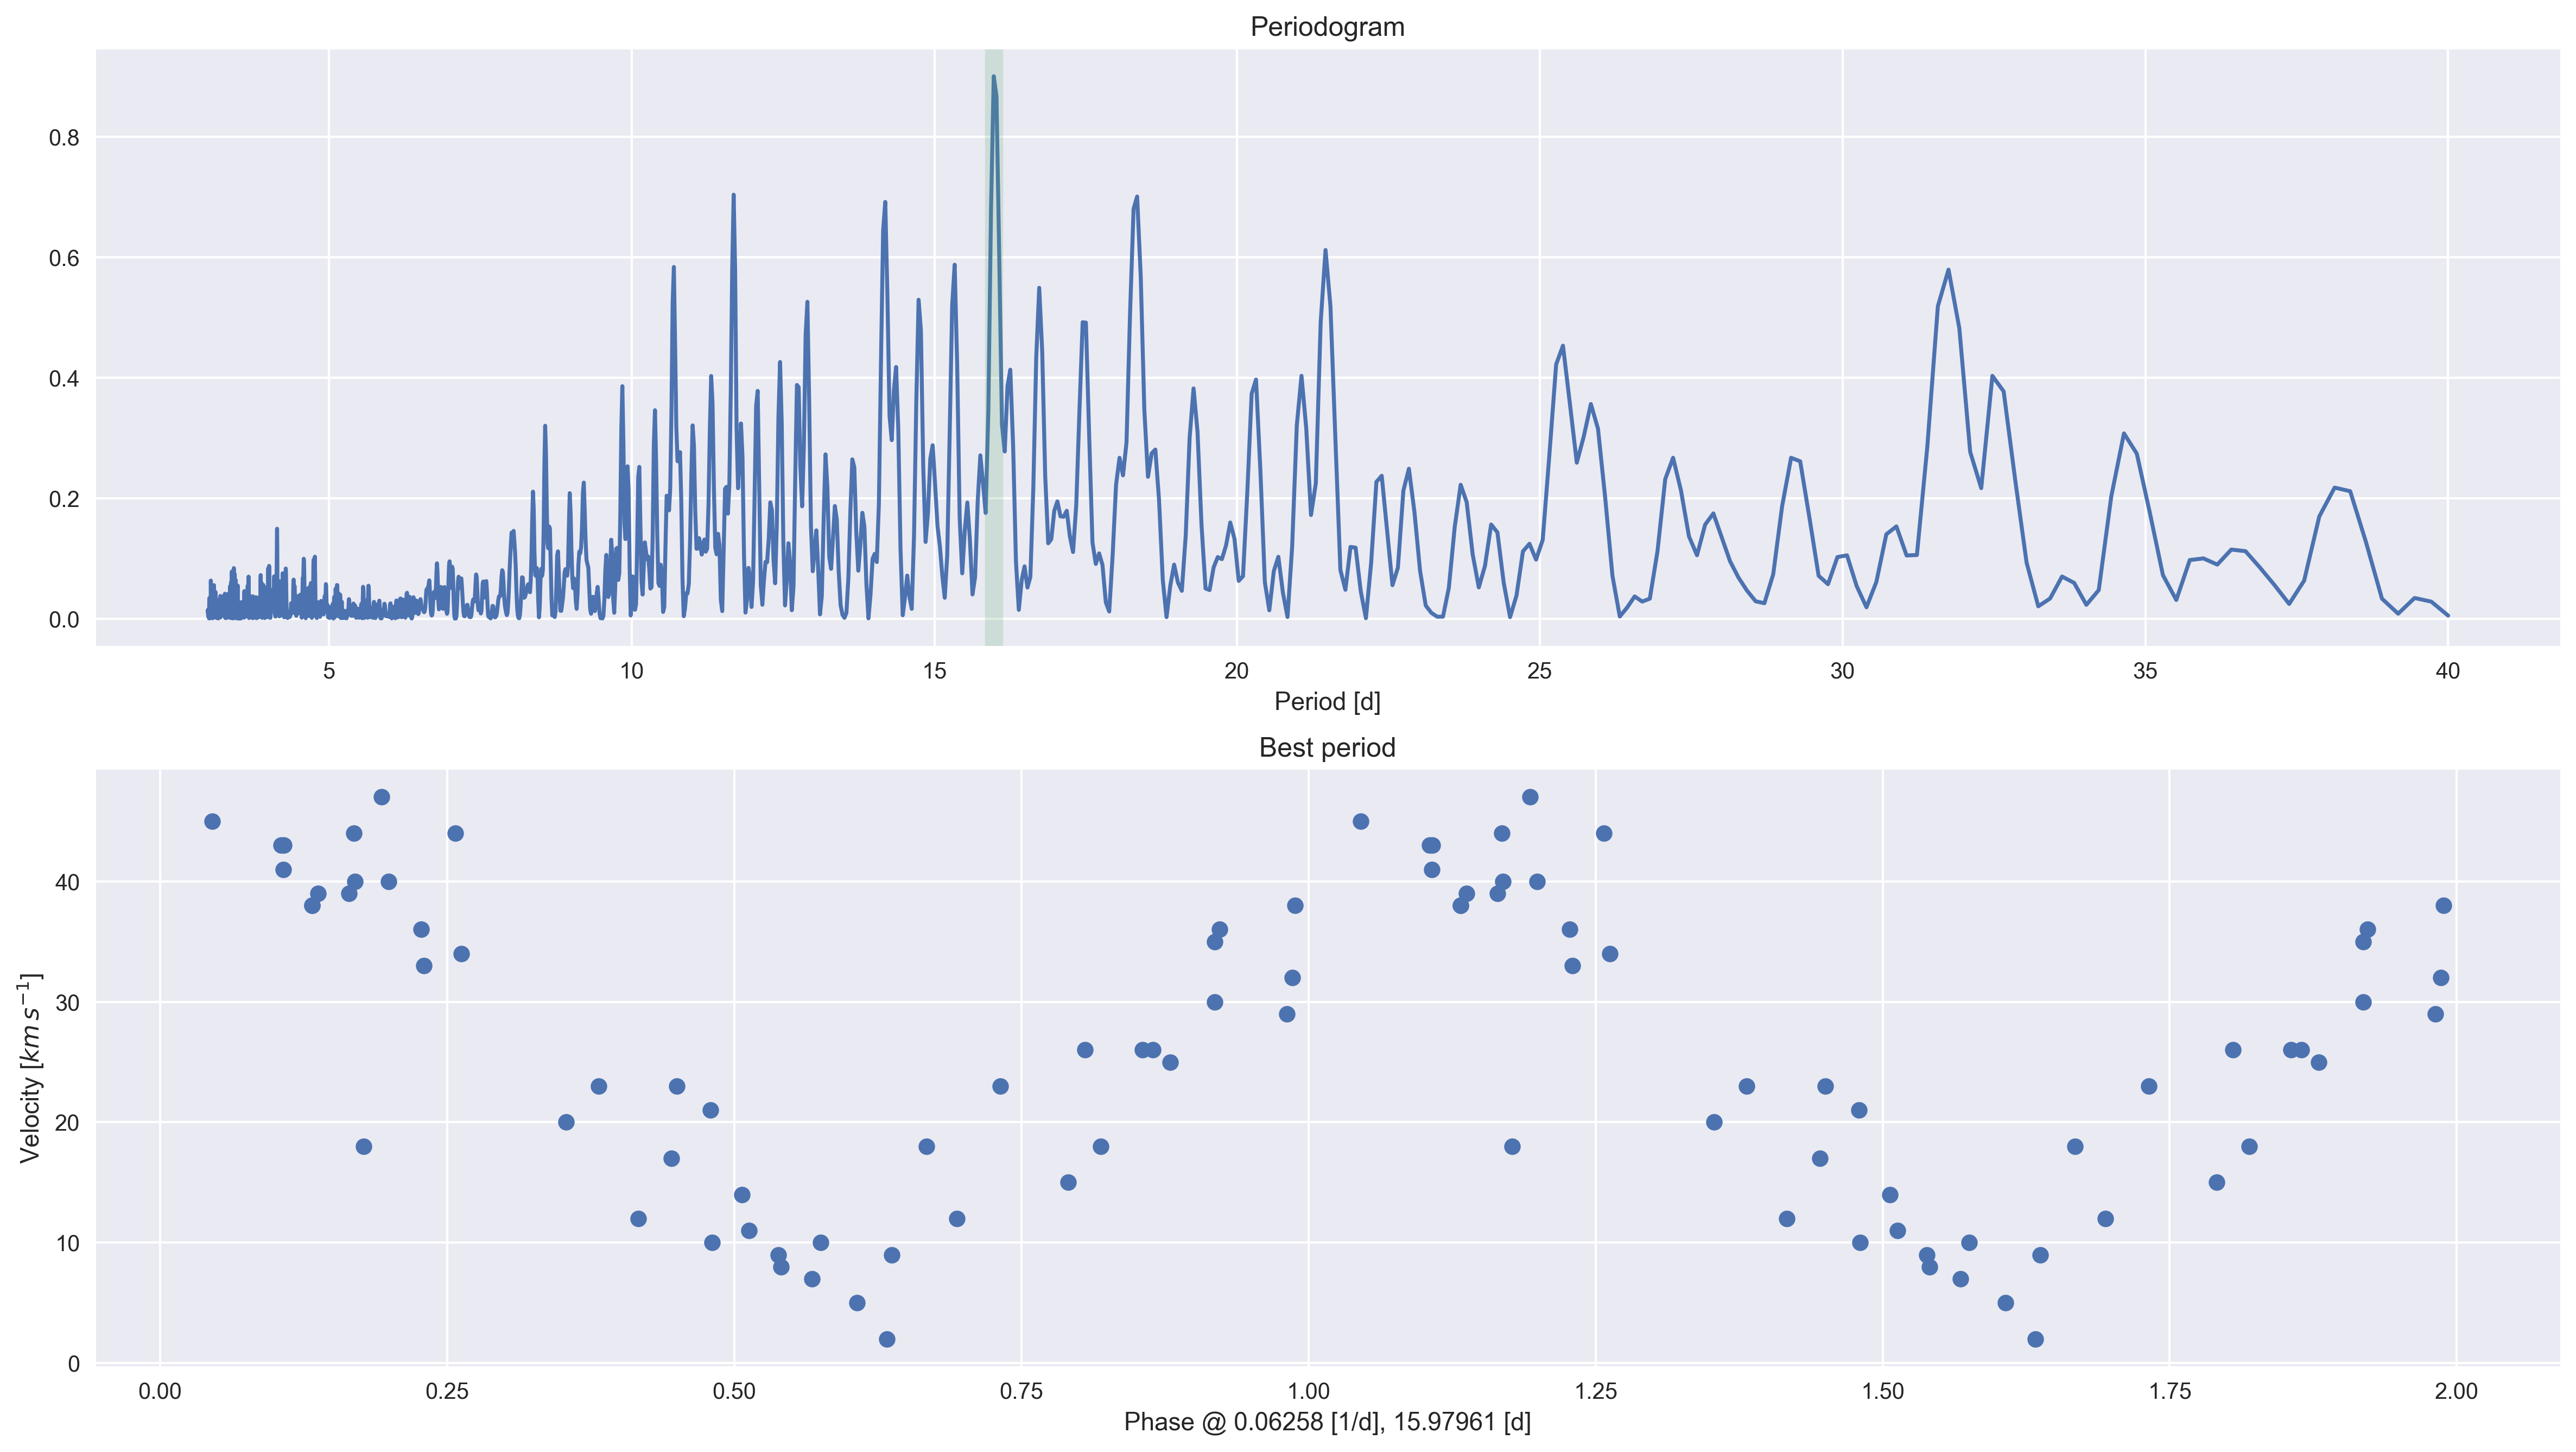 Periodogram
0.8
0.6
0.4
0.2
0.0
5 10 15 20 25 30 35 40
Period [d]
Best period
Velocity [km s⁻¹]
40
30
20
10
0
0.00 0.25 0.50 0.75 1.00 1.25 1.50 1.75 2.00
Phase @ 0.06258 [1/d], 15.97961 [d]